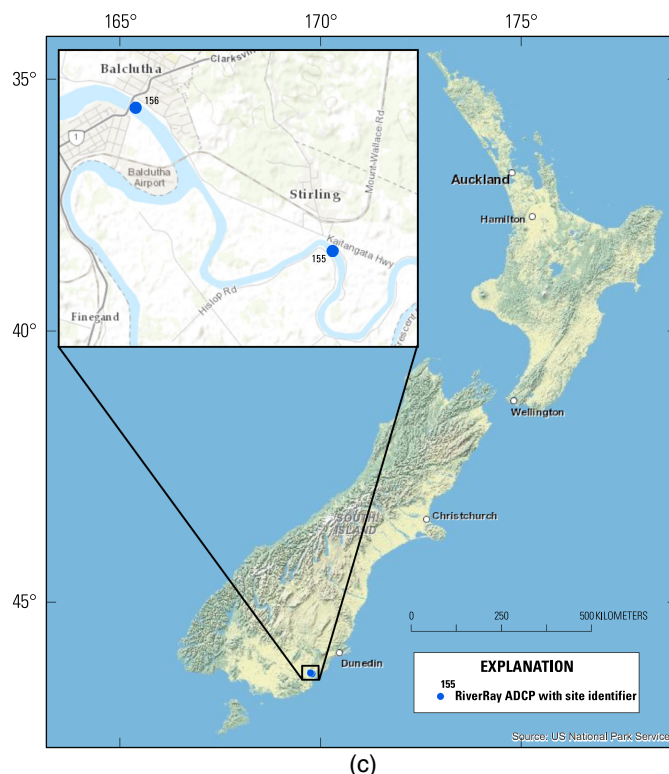 165°
170°
175°
35°
40°
45°
Balclutha
Clarksvil
156
1
Balclutha
Airport
Stirling
Mount-Wallace Rd
Kaitangata Hwy
155
Hislop Rd
Finegand
Crescent
Auckland
Hamilton
Wellington
SOUTH
ISLAND
Christchurch
Dunedin
0
250
500 KILOMETERS
EXPLANATION
155
RiverRay ADCP with site identifier
Source: US National Park Service
(c)